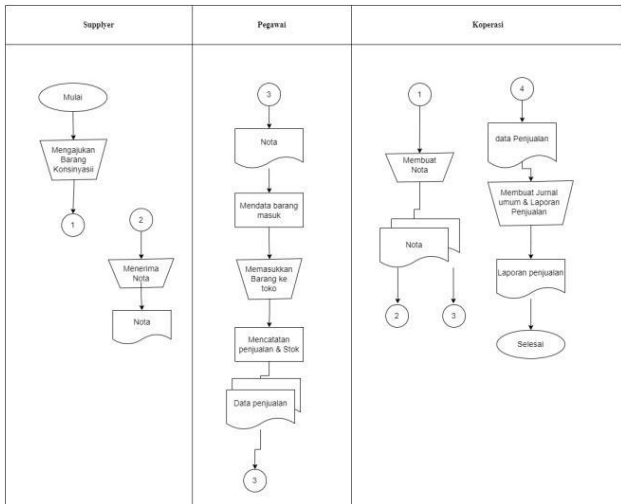 Supplyer
Pegawai
Koperasi
Mulai
Mengajukan
Barang
Konsinyasii
1
2
Menerima
Nota
Nota
3
Nota
Mendata barang
masuk
Memasukkan
Barang ke
toko
Mencatatan
penjualan & Stok
Data penjualan
3
1
Membuat
Nota
Nota
2
3
4
data Penjualan
Membuat Jurnal
umum & Laporan
Penjualan
Laporan penjualan
Selesai